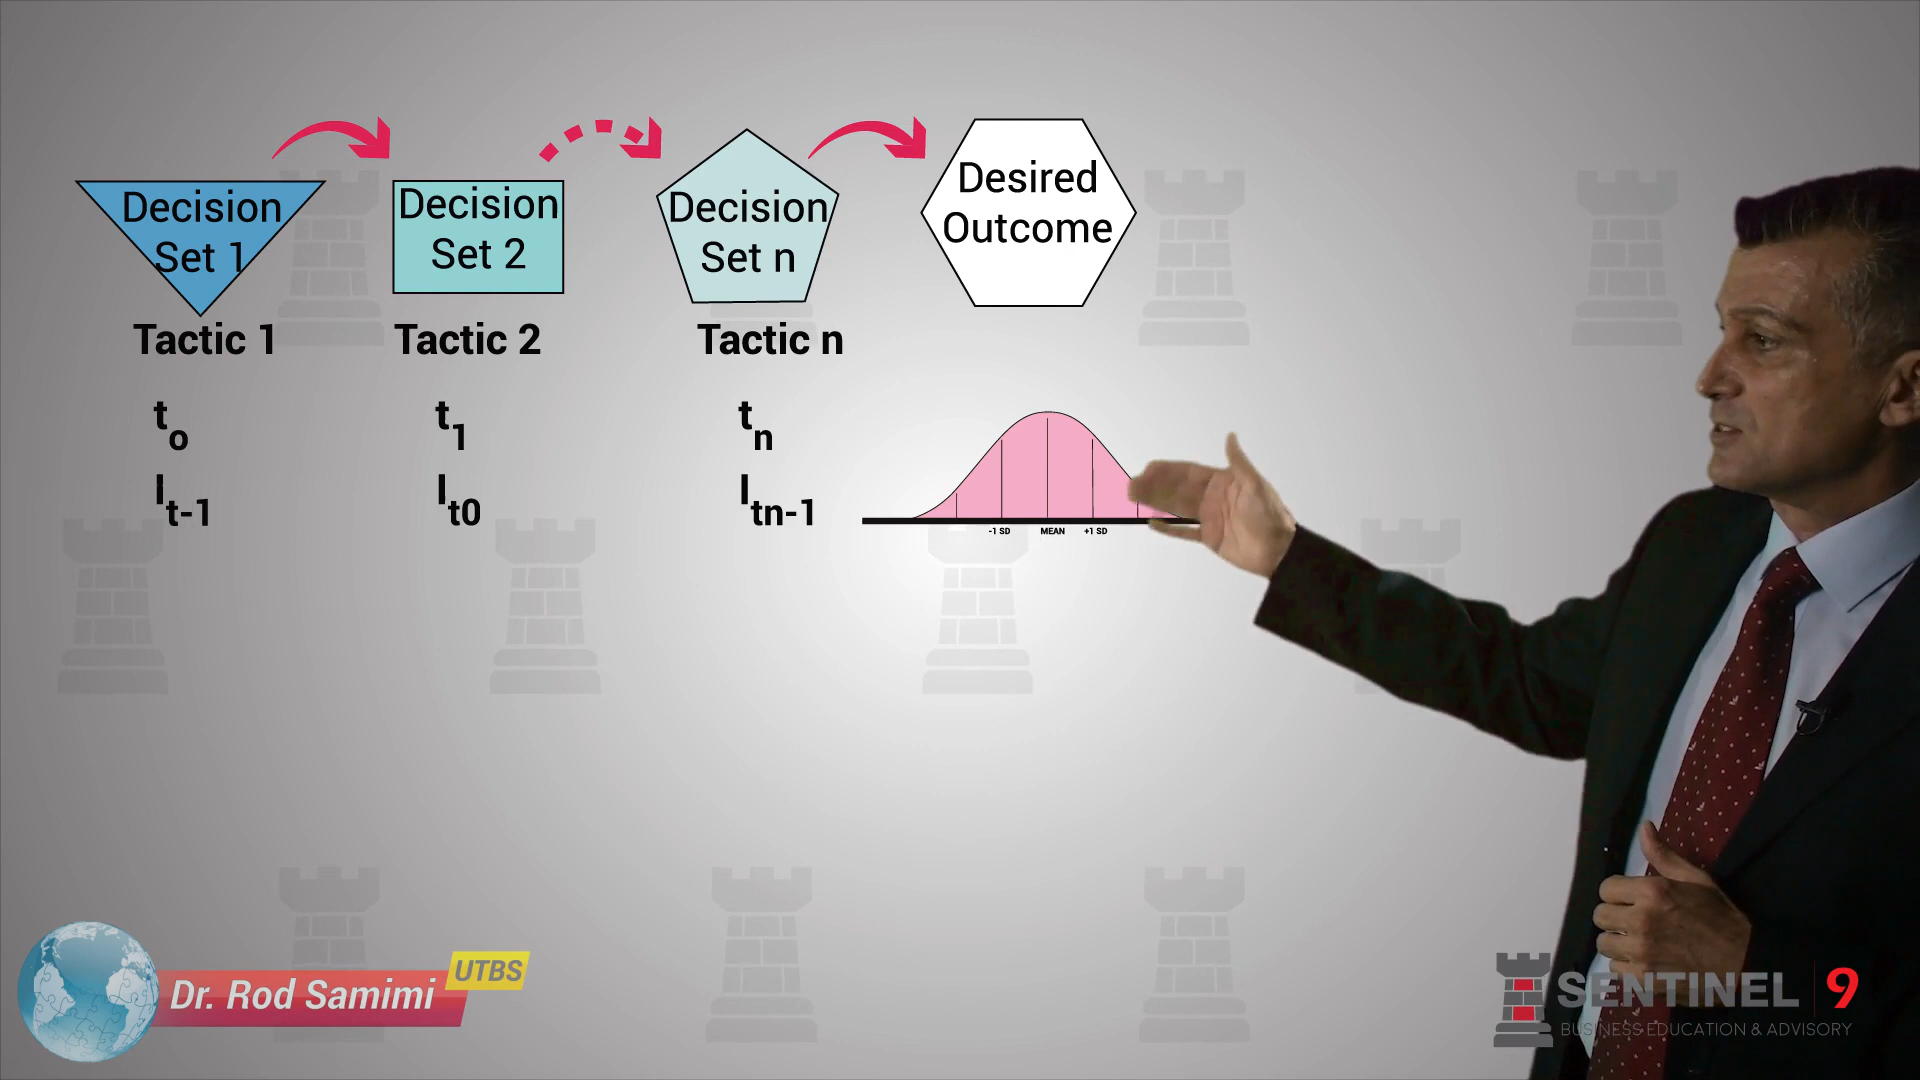 Decision
Set 1
Decision
Set 2
Decision
Set n
Desired
Outcome
Tactic 1
Tactic 2
Tactic n
to
t1
tn
It-1
It0
Itn-1
-1 SD
MEAN
+1 SD
Dr. Rod Samimi
UTBS
SENTINEL 9
BUSINESS EDUCATION & ADVISORY